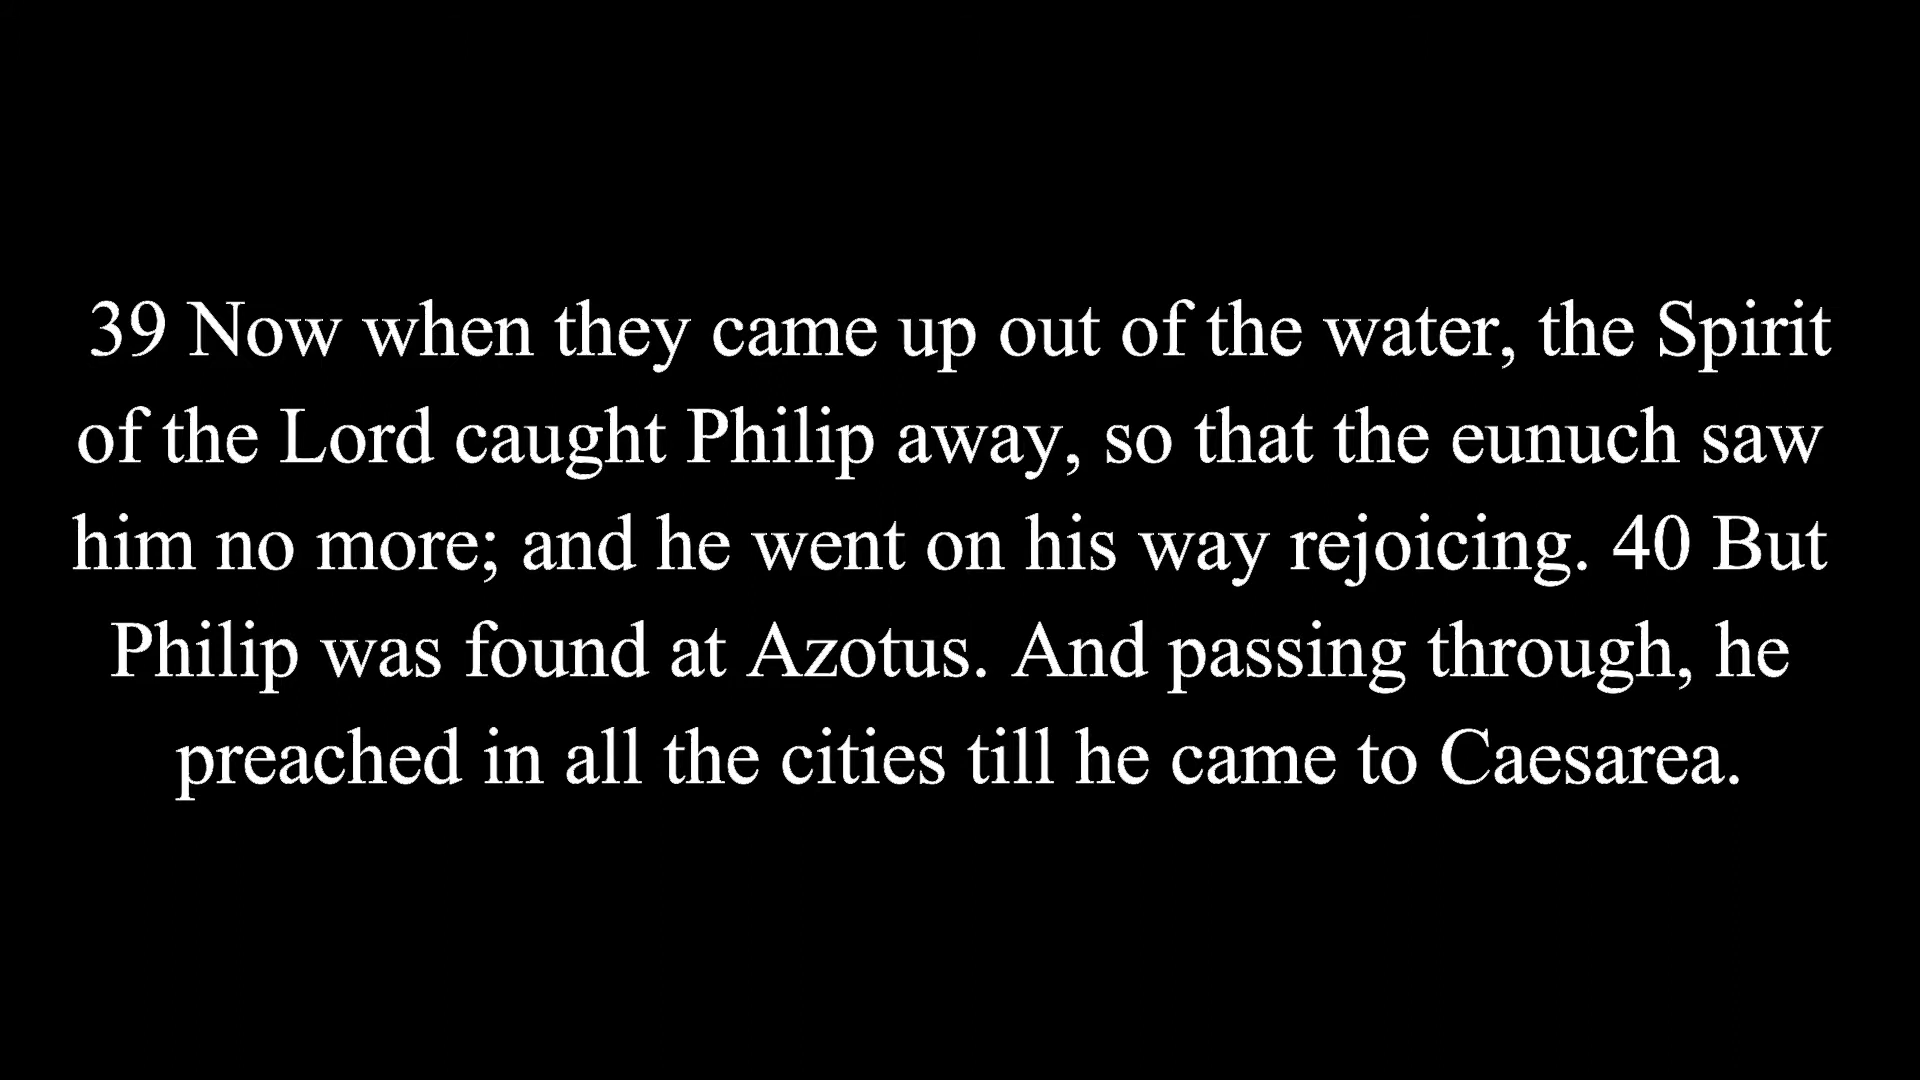 39 Now when they came up out of the water, the Spirit
of the Lord caught Philip away, so that the eunuch saw
him no more; and he went on his way rejoicing. 40 But
Philip was found at Azotus. And passing through, he
preached in all the cities till he came to Caesarea.